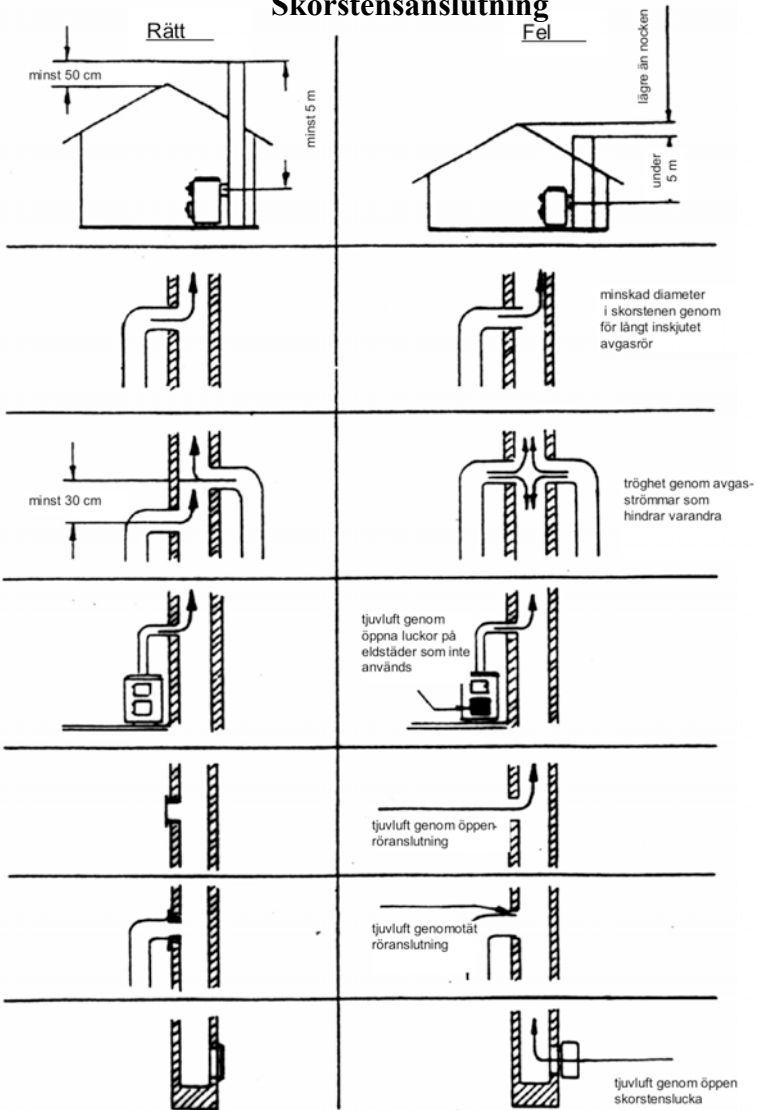 Skorstensanslutning
Rätt
Fel
minst 50 cm
minst 5 m
lägre än nocken
under
5 m
minskad diameter
i skorstenen genom
för långt inskjutet
avgasrör
minst 30 cm
tröghet genom avgas-
strömmar som
hindrar varandra
tjuvluft genom
öppna luckor på
eldstäder som inte
används
tjuvluft genom öppen-
röranslutning
tjuvluft genomotät
röranslutning
tjuvluft genom öppen
skorstenslucka